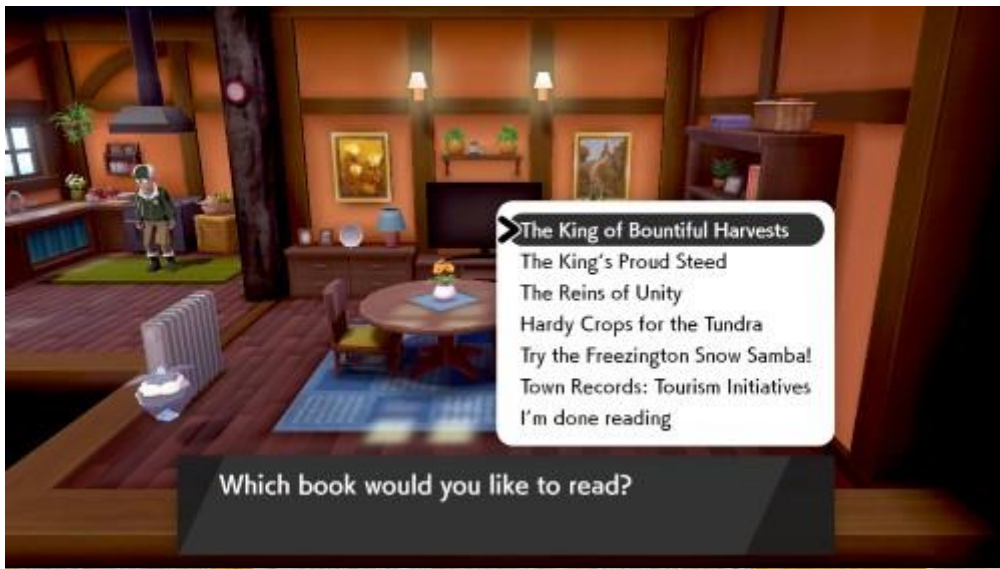 The King of Bountiful Harvests
The King's Proud Steed
The Reins of Unity
Hardy Crops for the Tundra
Try the Freezington Snow Samba!
Town Records: Tourism Initiatives
I'm done reading
Which book would you like to read?